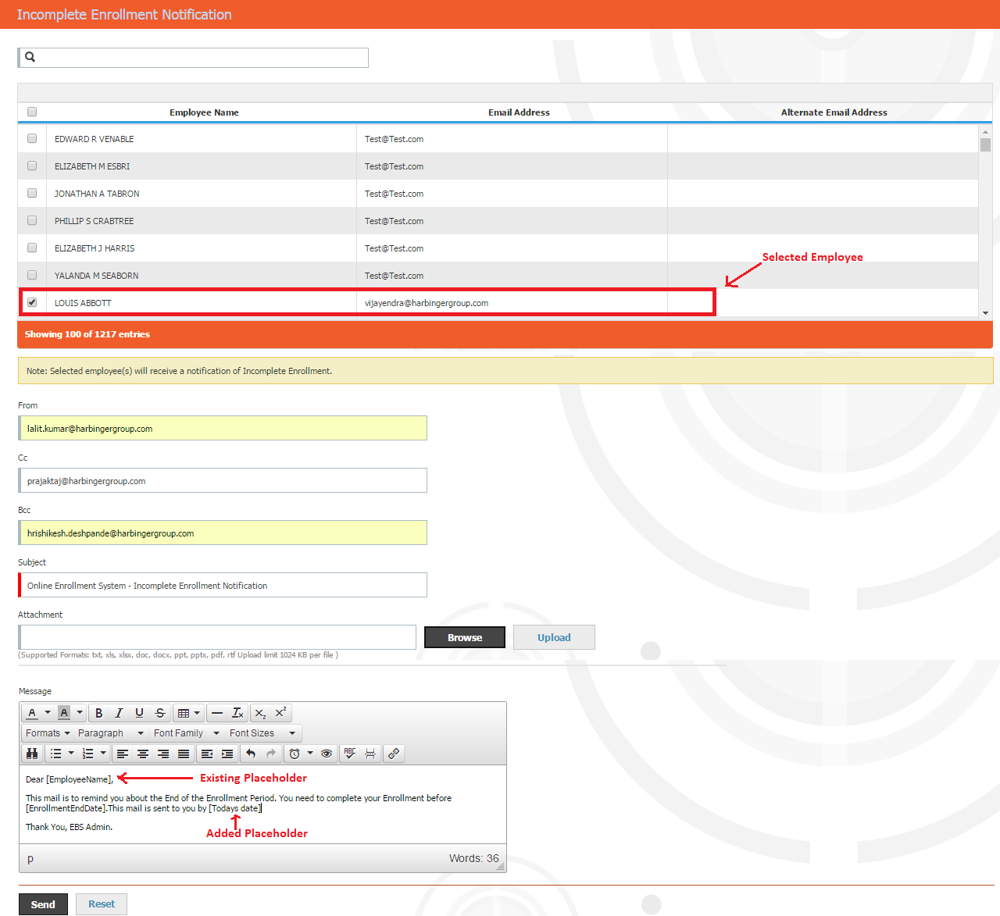 Incomplete Enrollment Notification
Employee Name Email Address Alternate Email Address
EDWARD R VENABLE Test@Test.com
ELIZABETH M ESBRI Test@Test.com
JONATHAN A TABRON Test@Test.com
PHILLIP S CRABTREE Test@Test.com
ELIZABETH J HARRIS Test@Test.com
Selected Employee
YALANDA M SEABORN Test@Test.com
LOUIS ABBOTT vijayendra@harbingergroup.com
Showing 100 of 1217 entries
Note: Selected employee(s) will receive a notification of Incomplete Enrollment.
From
lalit.kumar@harbingergroup.com
Cc
prajaktaj@harbingergroup.com
Bcc
hrishikesh.deshpande@harbingergroup.com
Subject
Online Enrollment System - Incomplete Enrollment Notification
Attachment
Browse Upload
(Supported Formats: txt, xls, xlsx, doc, docx, ppt, pptx, pdf, rtf Upload limit 1024 KB per file )
Message
A A B I U S Ix X2 X2
Formats Paragraph Font Family Font Sizes
ABC
Dear [EmployeeName], Existing Placeholder
This mail is to remind you about the End of the Enrollment Period. You need to complete your Enrollment before
[EnrollmentEndDate].This mail is sent to you by [Todays date]
Thank You, EBS Admin.
Added Placeholder
p Words: 36
Send Reset